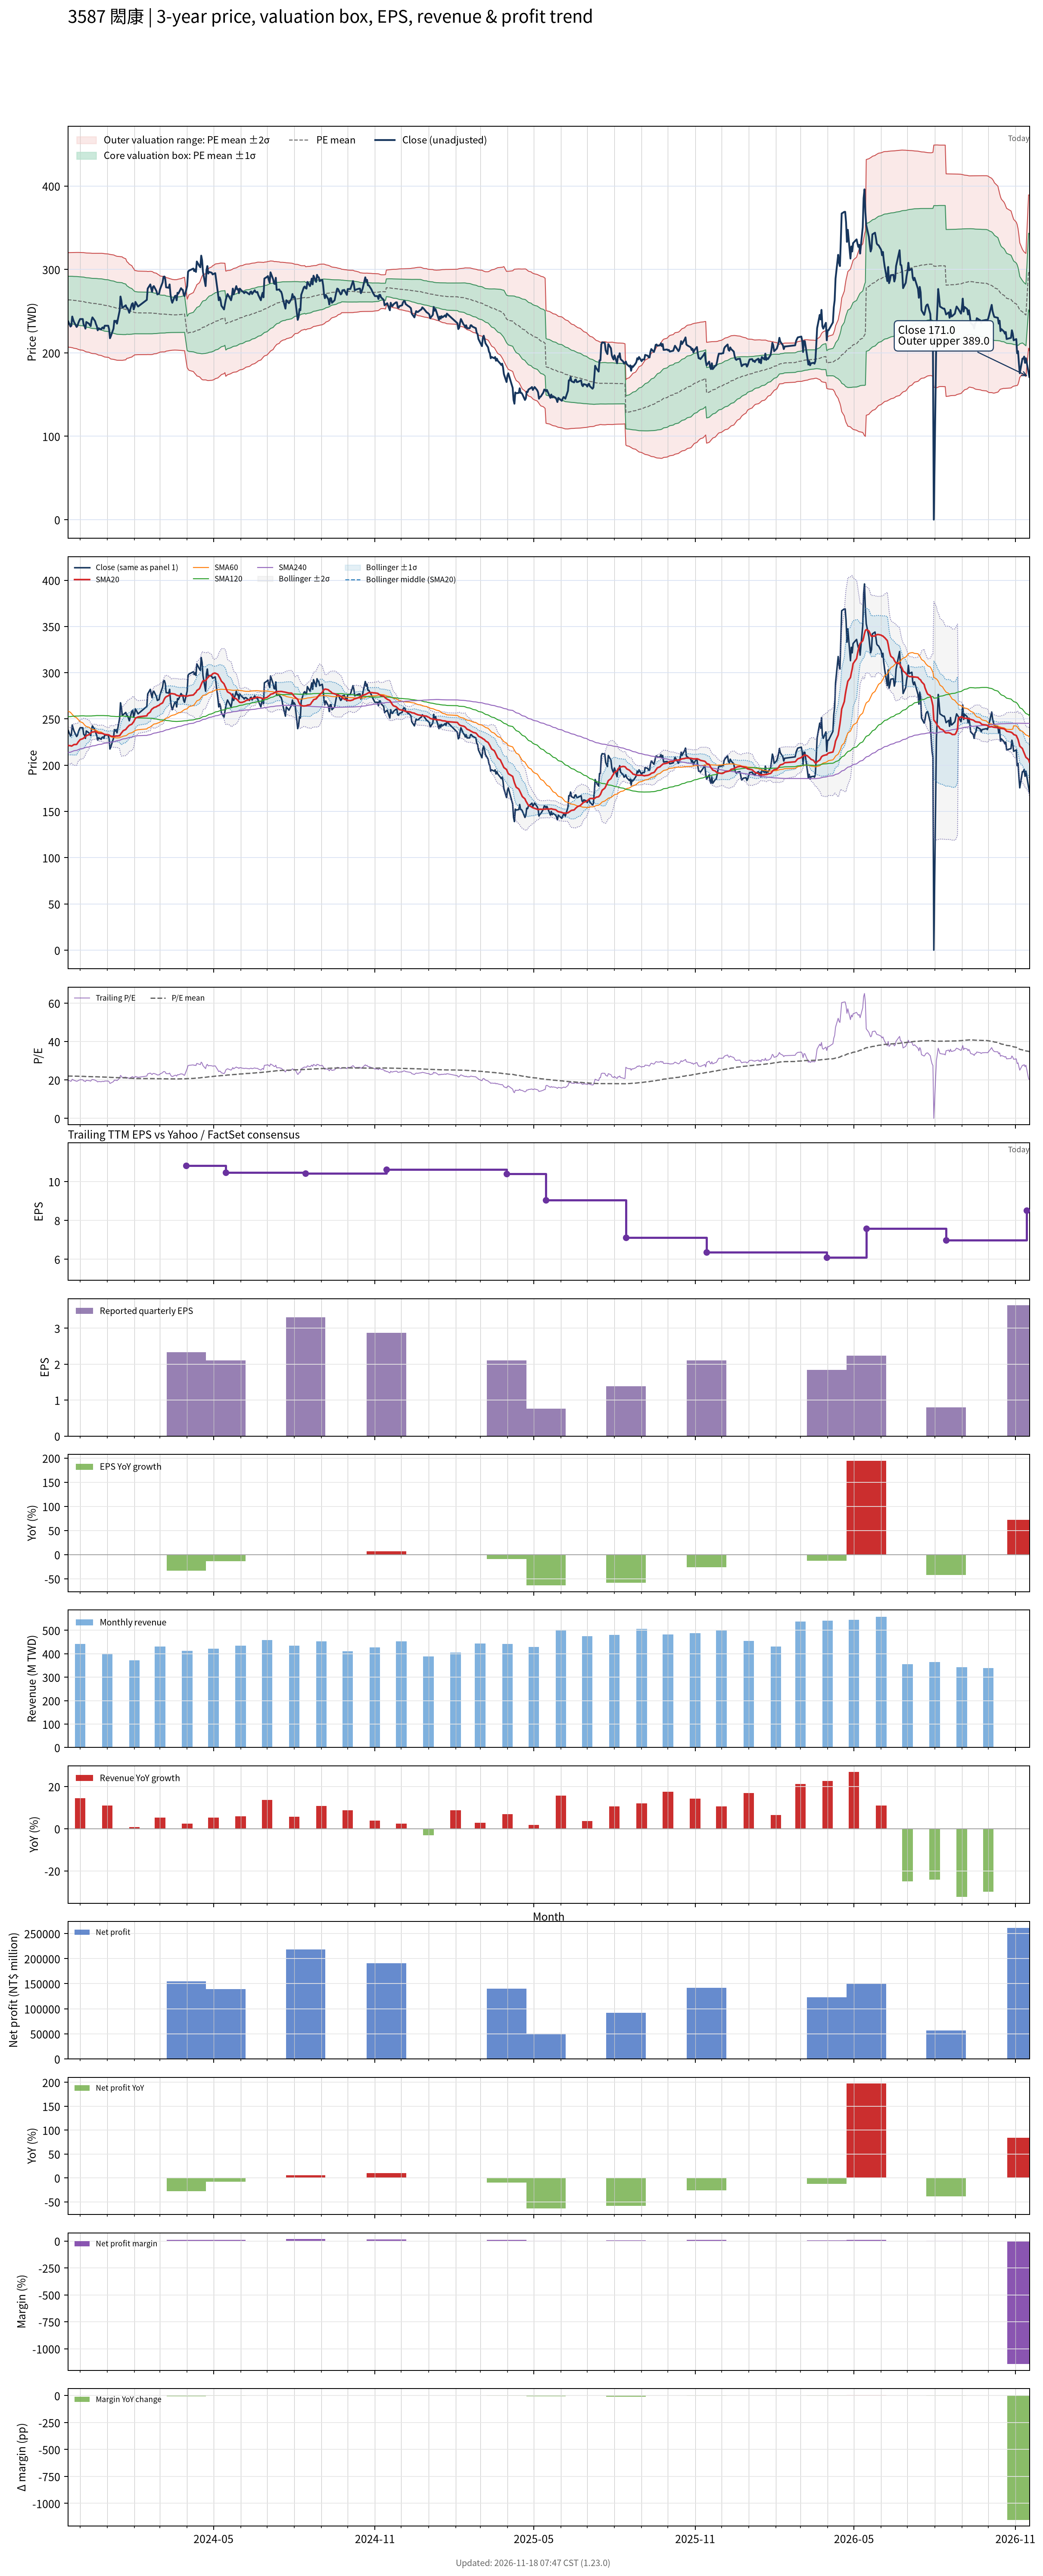 3587 閎康 | 3-year price, valuation box, EPS, revenue & profit trend
Outer valuation range: PE mean ±2σ
Core valuation box: PE mean ±1σ
PE mean
Close (unadjusted)
Today
400
300
200
100
0
Price (TWD)
Close 171.0
Outer upper 389.0
Close (same as panel 1)
SMA20
SMA60
SMA120
SMA240
Bollinger ±2σ
Bollinger ±1σ
Bollinger middle (SMA20)
400
350
300
250
200
150
100
50
0
Price
Trailing P/E
P/E mean
60
40
20
0
P/E
Trailing TTM EPS vs Yahoo / FactSet consensus
Today
10
8
6
EPS
Reported quarterly EPS
3
2
1
0
EPS
EPS YoY growth
200
150
100
50
0
-50
YoY (%)
Monthly revenue
500
400
300
200
100
0
Revenue (M TWD)
Revenue YoY growth
20
0
-20
YoY (%)
Month
Net profit
250000
200000
150000
100000
50000
0
Net profit (NT$ million)
Net profit YoY
200
150
100
50
0
-50
YoY (%)
Net profit margin
0
-250
-500
-750
-1000
Margin (%)
Margin YoY change
0
-250
-500
-750
-1000
Δ margin (pp)
2024-05
2024-11
2025-05
2025-11
2026-05
2026-11
Updated: 2026-11-18 07:47 CST (1.23.0)